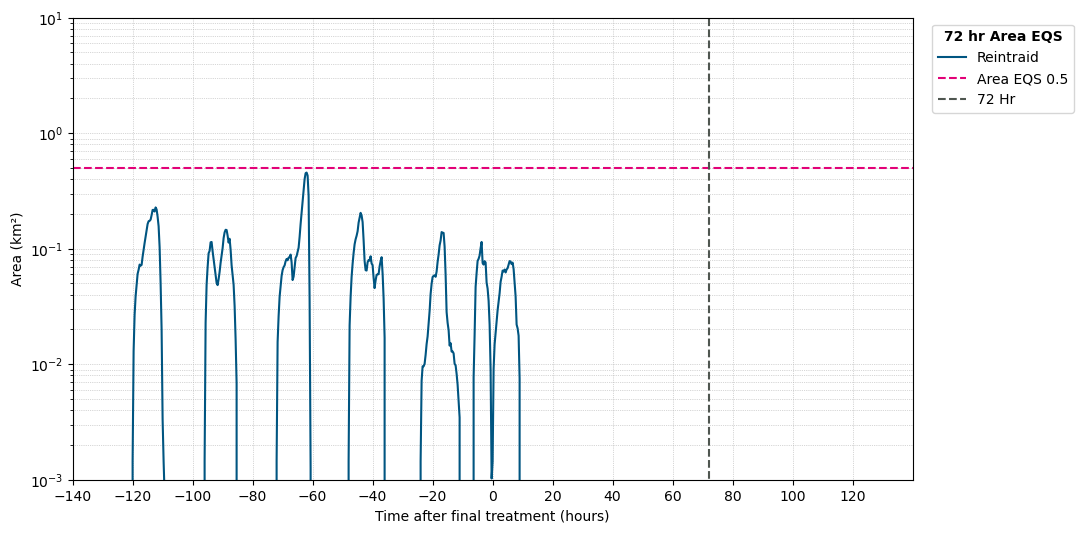 10¹
10⁰
10⁻¹
10⁻²
10⁻³
Area (km²)
−140 −120 −100 −80 −60 −40 −20 0 20 40 60 80 100 120
Time after final treatment (hours)
72 hr Area EQS
Reintraid
Area EQS 0.5
72 Hr